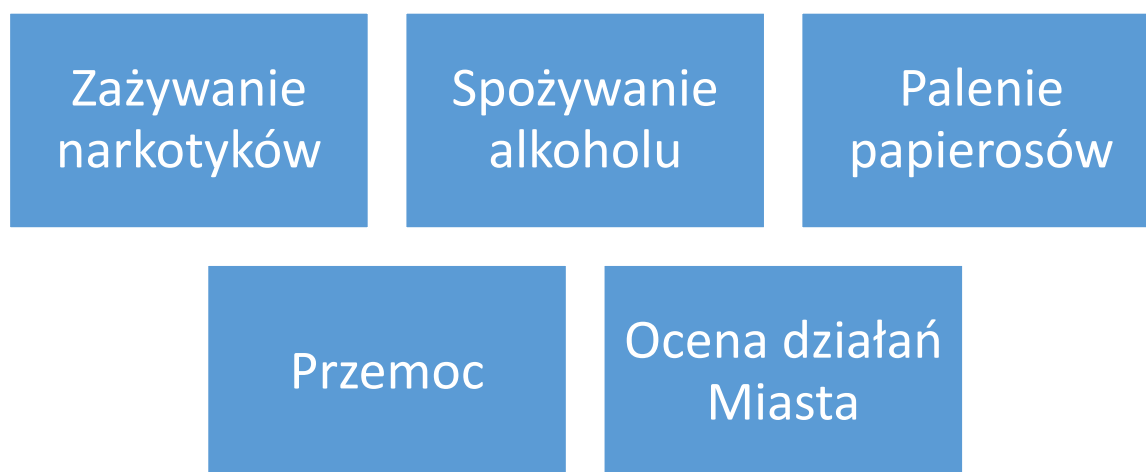 Zażywanie
narkotyków
Spożywanie
alkoholu
Palenie
papierosów
Przemoc
Ocena działań
Miasta